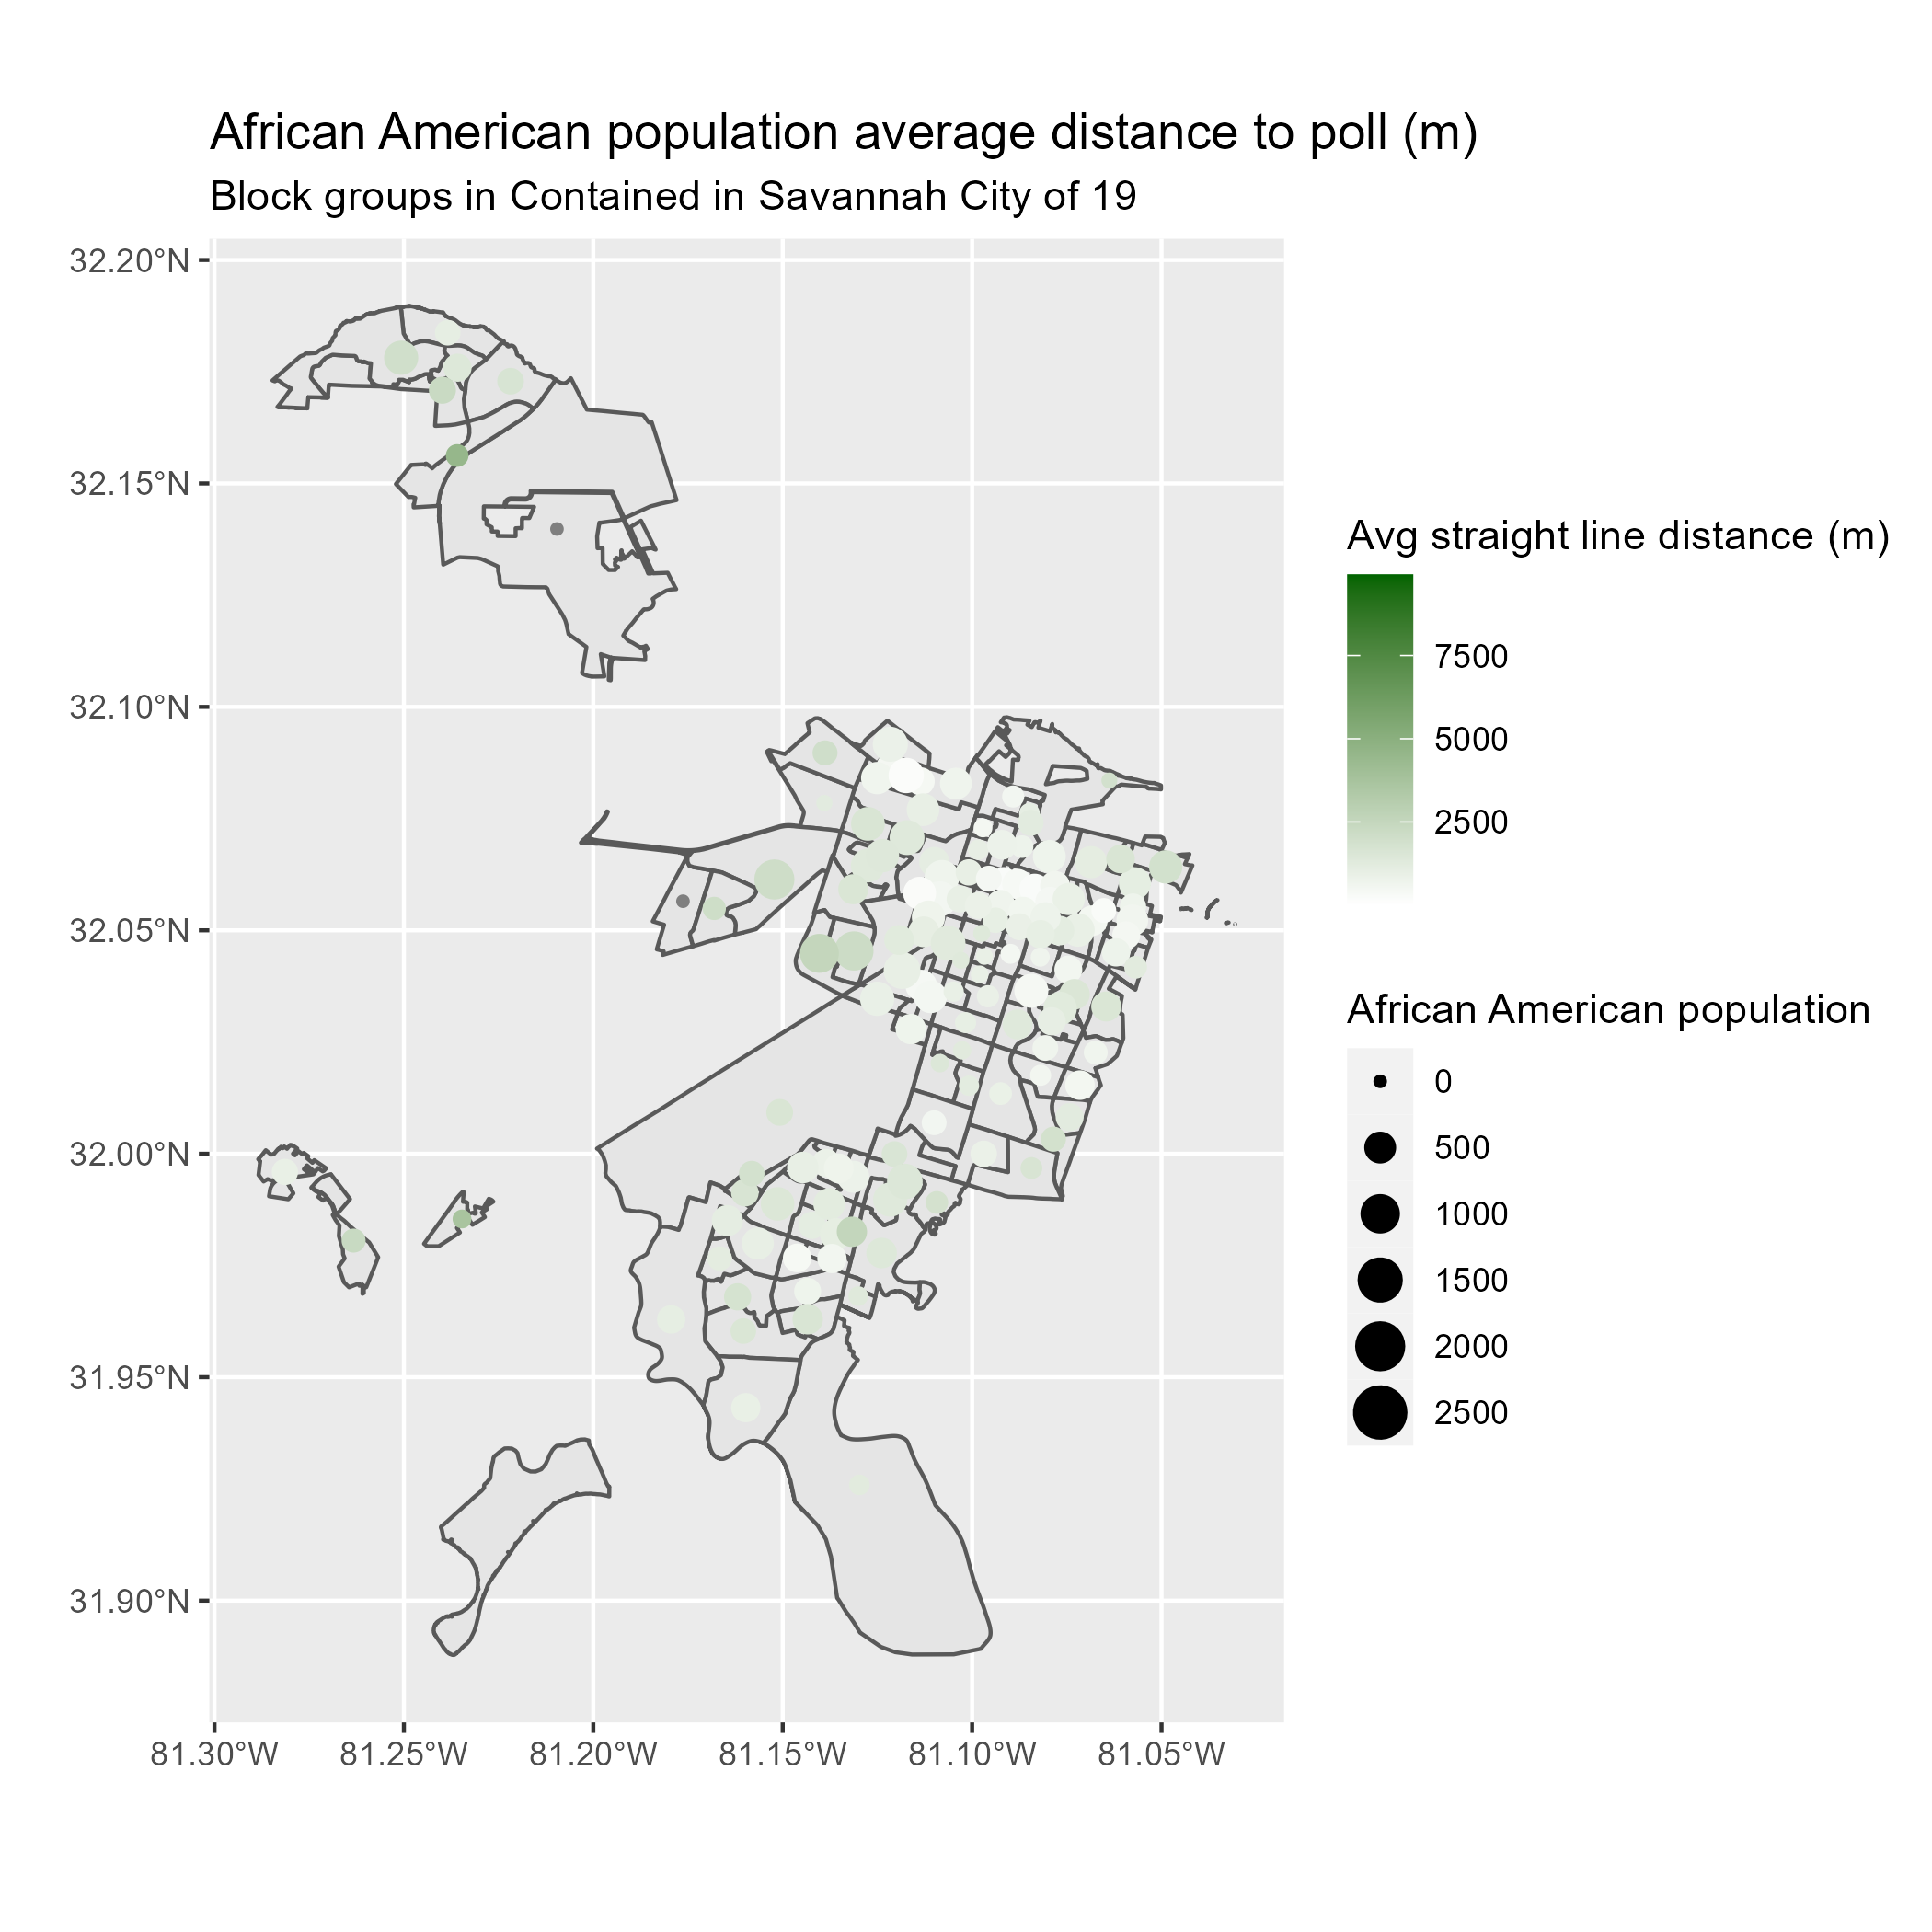 African American population average distance to poll (m)
Block groups in Contained in Savannah City of 19
32.20°N
32.15°N
32.10°N
32.05°N
32.00°N
31.95°N
31.90°N
81.30°W
81.25°W
81.20°W
81.15°W
81.10°W
81.05°W
Avg straight line distance (m)
7500
5000
2500
African American population
0
500
1000
1500
2000
2500